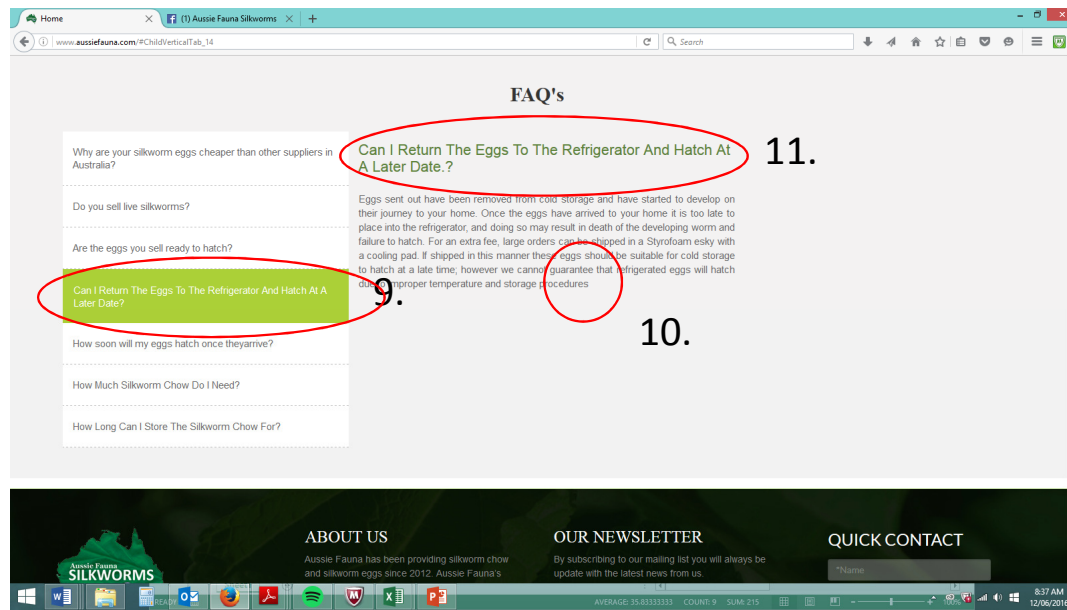 Home
(1) Aussie Fauna Silkworms
www.aussiefauna.com/#ChildVerticalTab_14
Search
FAQ's
Why are your silkworm eggs cheaper than other suppliers in
Australia?
Do you sell live silkworms?
Are the eggs you sell ready to hatch?
Can I Return The Eggs To The Refrigerator And Hatch At A
Later Date?
9.
How soon will my eggs hatch once theyarrive?
How Much Silkworm Chow Do I Need?
How Long Can I Store The Silkworm Chow For?
Can I Return The Eggs To The Refrigerator And Hatch At
A Later Date.?
11.
Eggs sent out have been removed from cold storage and have started to develop on
their journey to your home. Once the eggs have arrived to your home it is too late to
place into the refrigerator, and doing so may result in death of the developing worm and
failure to hatch. For an extra fee, large orders can be shipped in a Styrofoam esky with
a cooling pad. If shipped in this manner these eggs should be suitable for cold storage
to hatch at a late time; however we cannot guarantee that refrigerated eggs will hatch
due to improper temperature and storage procedures
10.
Aussie Fauna
SILKWORMS
ABOUT US
Aussie Fauna has been providing silkworm chow
and silkworm eggs since 2012. Aussie Fauna's
OUR NEWSLETTER
By subscribing to our mailing list you will always be
update with the latest news from us.
QUICK CONTACT
*Name
READY
AVERAGE: 35.83333333 COUNT: 9 SUM: 215
100%
8:37 AM
12/06/2016